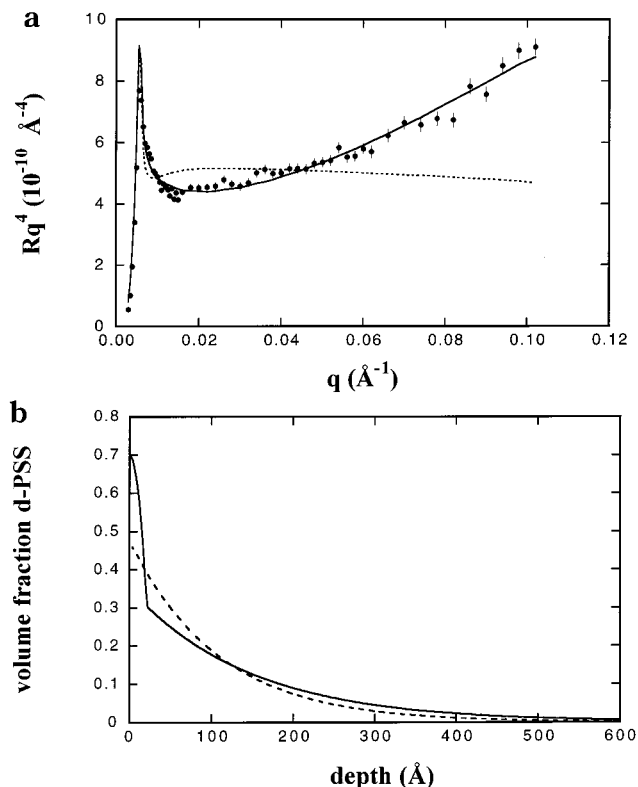 a
Rq⁴ (10⁻¹⁰ Å⁻⁴)
10
8
6
4
2
0
0.00 0.02 0.04 0.06 0.08 0.10 0.12
q (Å⁻¹)
b
volume fraction d-PSS
0.8
0.7
0.6
0.5
0.4
0.3
0.2
0.1
0
0 100 200 300 400 500 600
depth (Å)